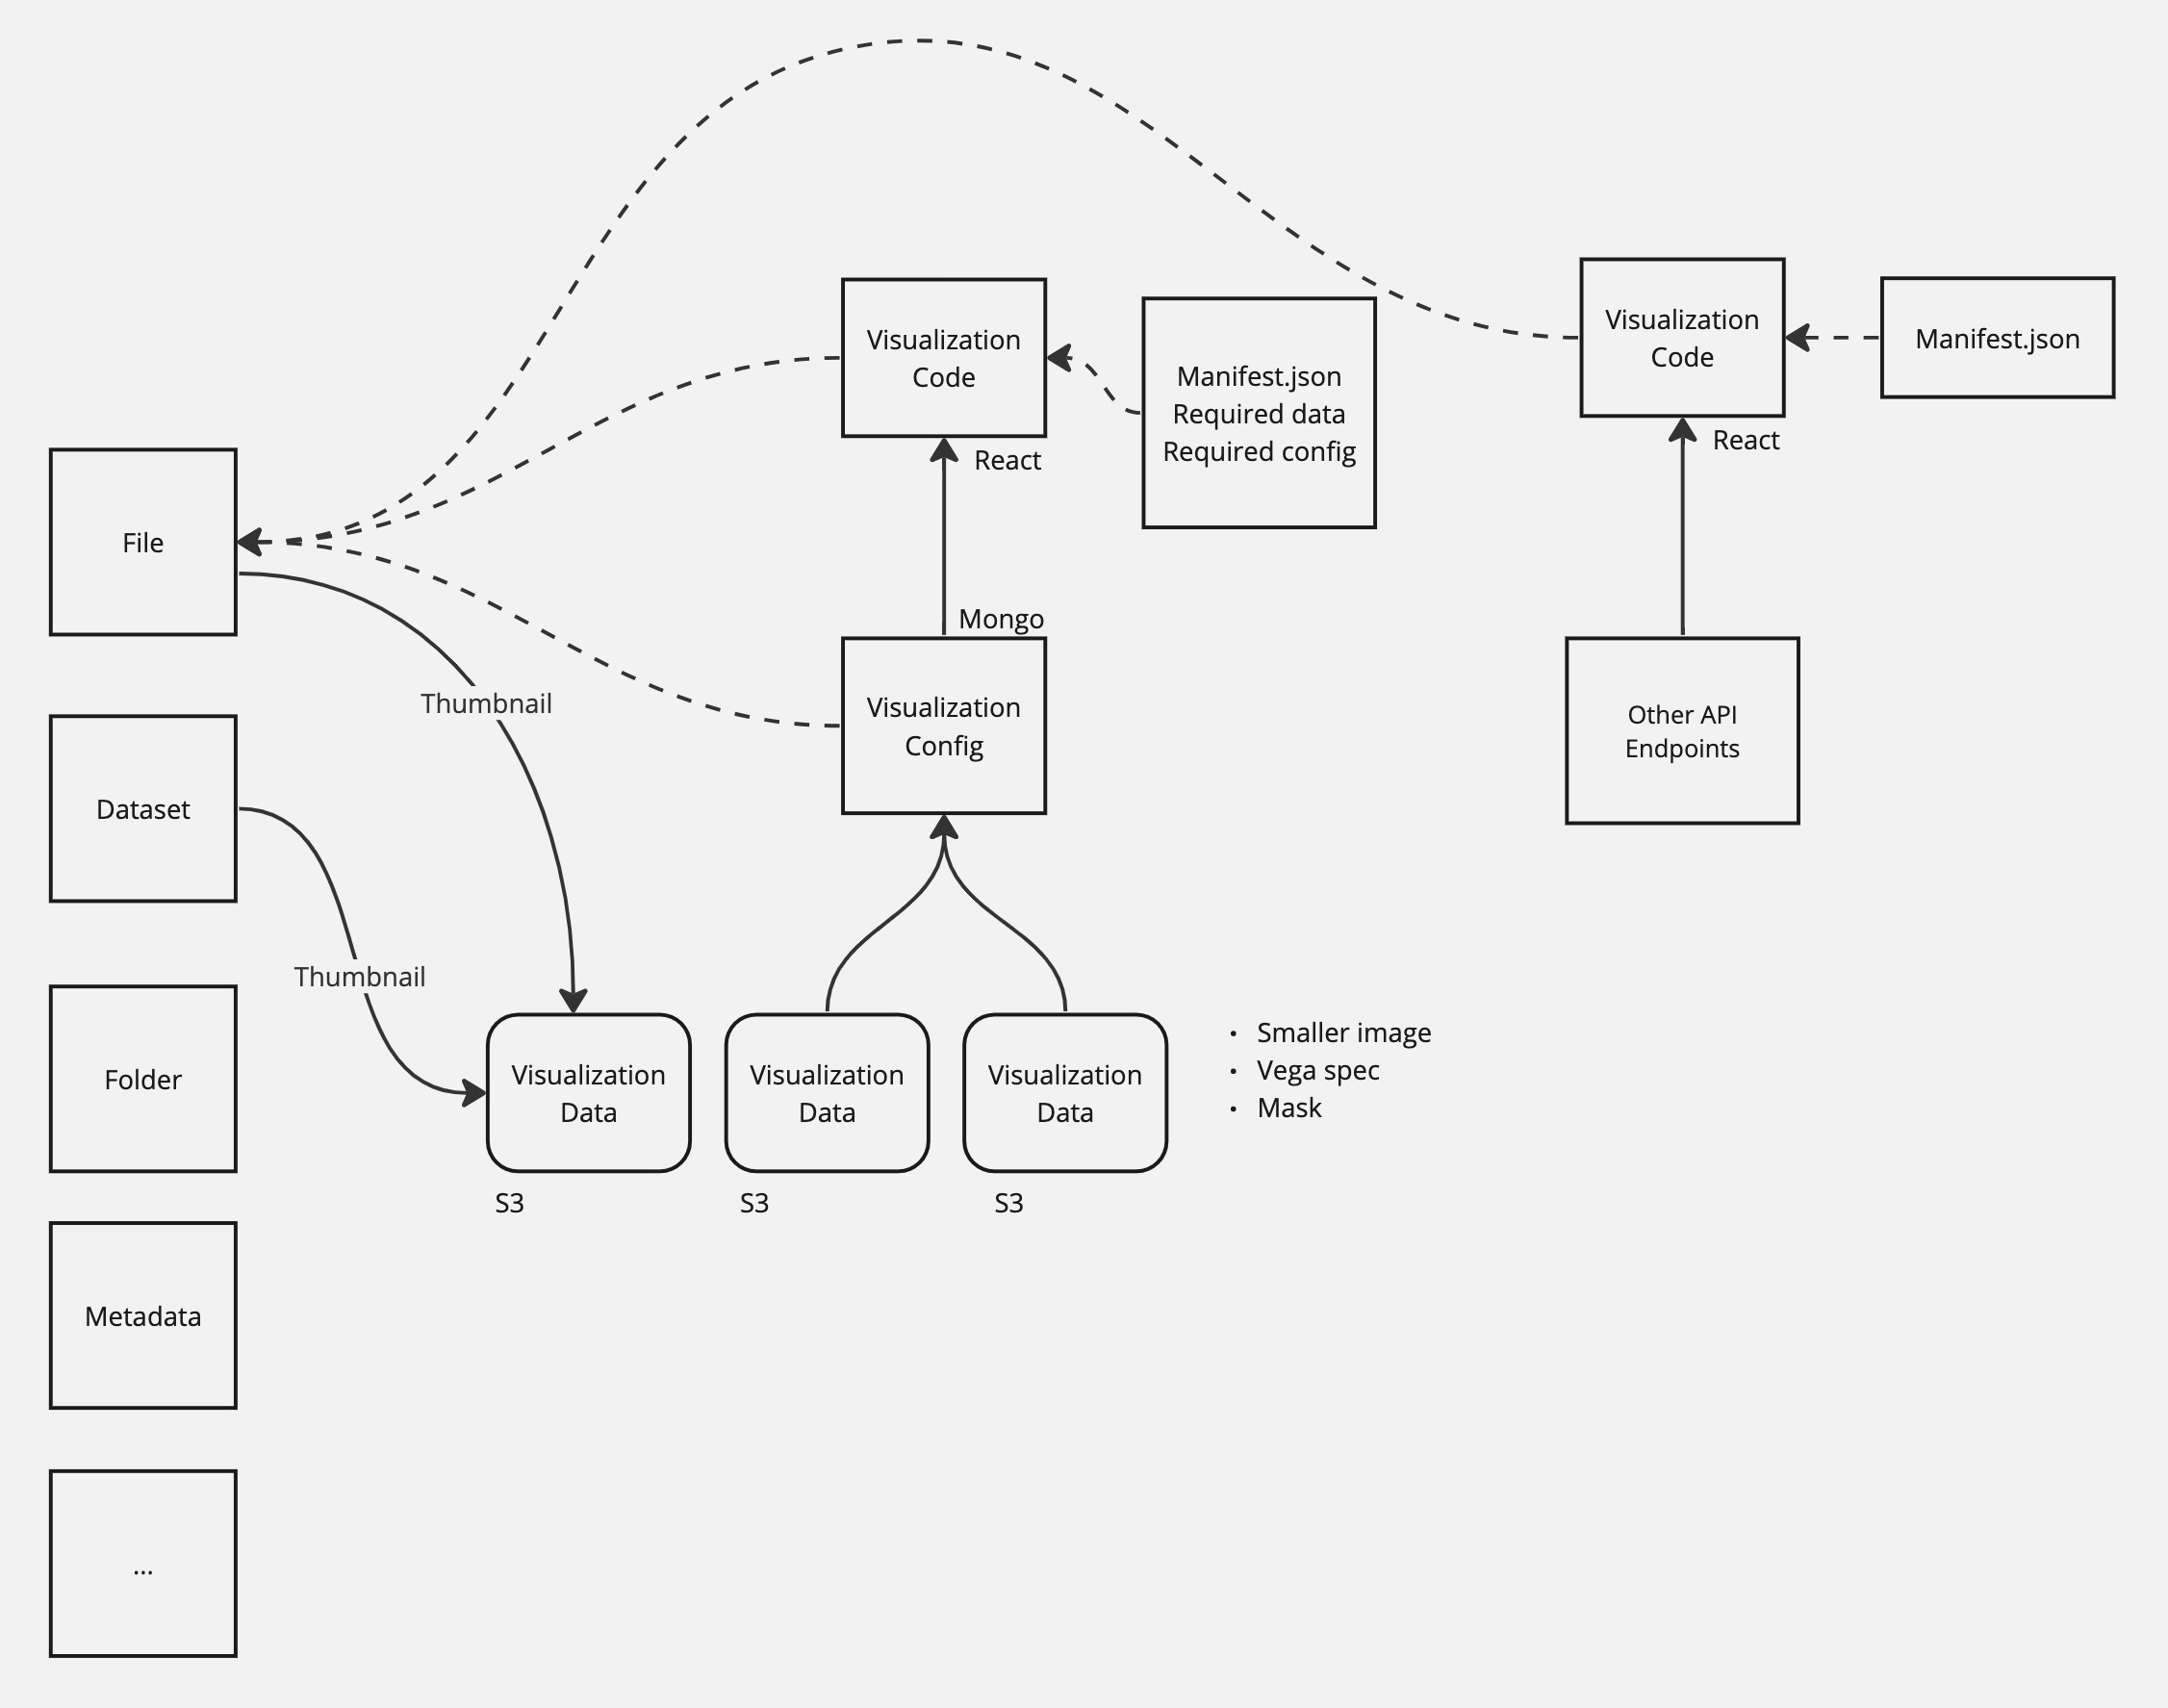 Visualization
Code
Manifest.json
Visualization
Code
Manifest.json
Required data
Required config
React
React
File
Mongo
Thumbnail
Visualization
Config
Other API
Endpoints
Dataset
Thumbnail
Folder
Visualization
Data
Visualization
Data
Visualization
Data
• Smaller image
• Vega spec
• Mask
S3
S3
S3
Metadata
...